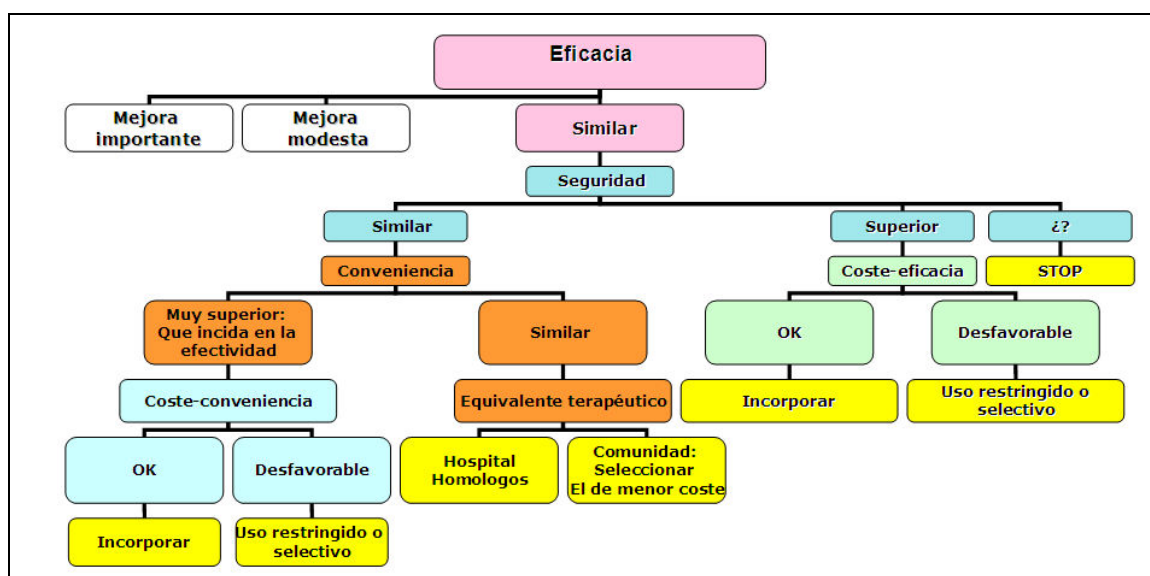 Eficacia
Mejora
importante
Mejora
modesta
Similar
Seguridad
Similar
Superior
¿?
Conveniencia
Coste-eficacia
STOP
Muy superior:
Que incida en la
efectividad
Similar
OK
Desfavorable
Coste-conveniencia
Equivalente terapéutico
Incorporar
Uso restringido o
selectivo
OK
Desfavorable
Hospital
Homologos
Comunidad:
Seleccionar
El de menor coste
Incorporar
Uso restringido o
selectivo